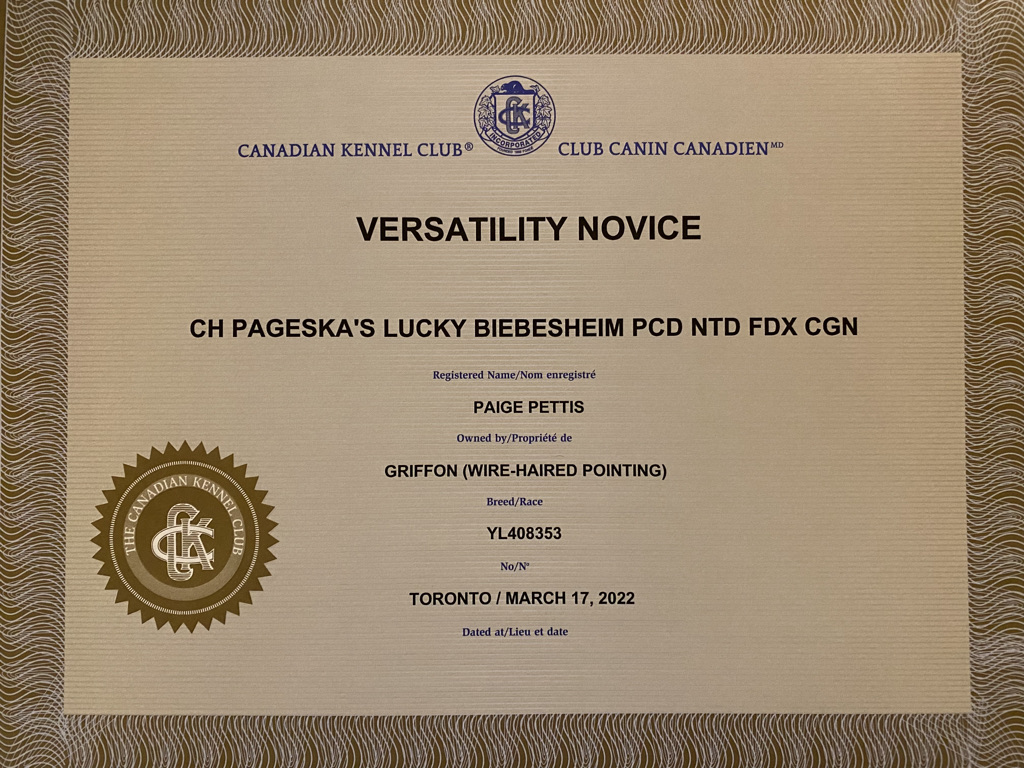 CANADIAN KENNEL CLUB® CLUB CANIN CANADIEN MD
INCORPORATED
VERSATILITY NOVICE
CH PAGESKA'S LUCKY BIEBESHEIM PCD NTD FDX CGN
Registered Name/Nom enregistré
PAIGE PETTIS
Owned by/Propriété de
GRIFFON (WIRE-HAIRED POINTING)
Breed/Race
YL408353
No/Nº
TORONTO / MARCH 17, 2022
Dated at/Lieu et date
THE CANADIAN KENNEL CLUB
CKC